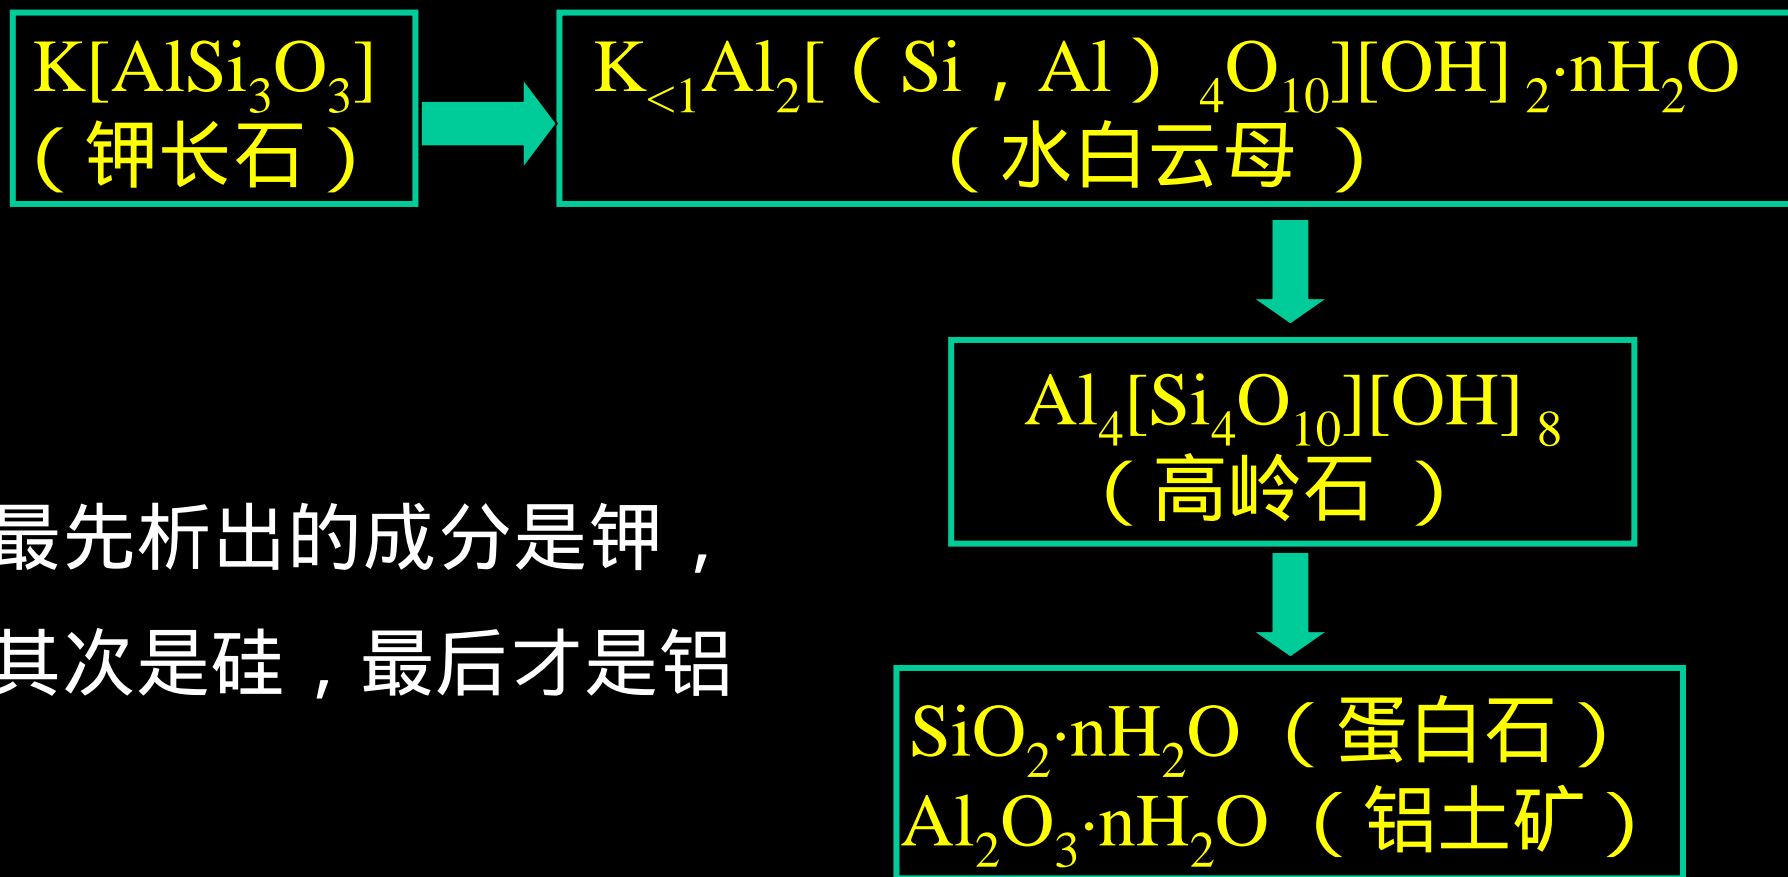 K[AlSi₃O₃]
（钾长石）
K<₁Al₂[（Si，Al）₄O₁₀][OH]₂·nH₂O
（水白云母 ）
Al₄[Si₄O₁₀][OH]₈
（高岭石 ）
最先析出的成分是钾，
其次是硅，最后才是铝
SiO₂·nH₂O（蛋白石）
Al₂O₃·nH₂O（铝土矿）